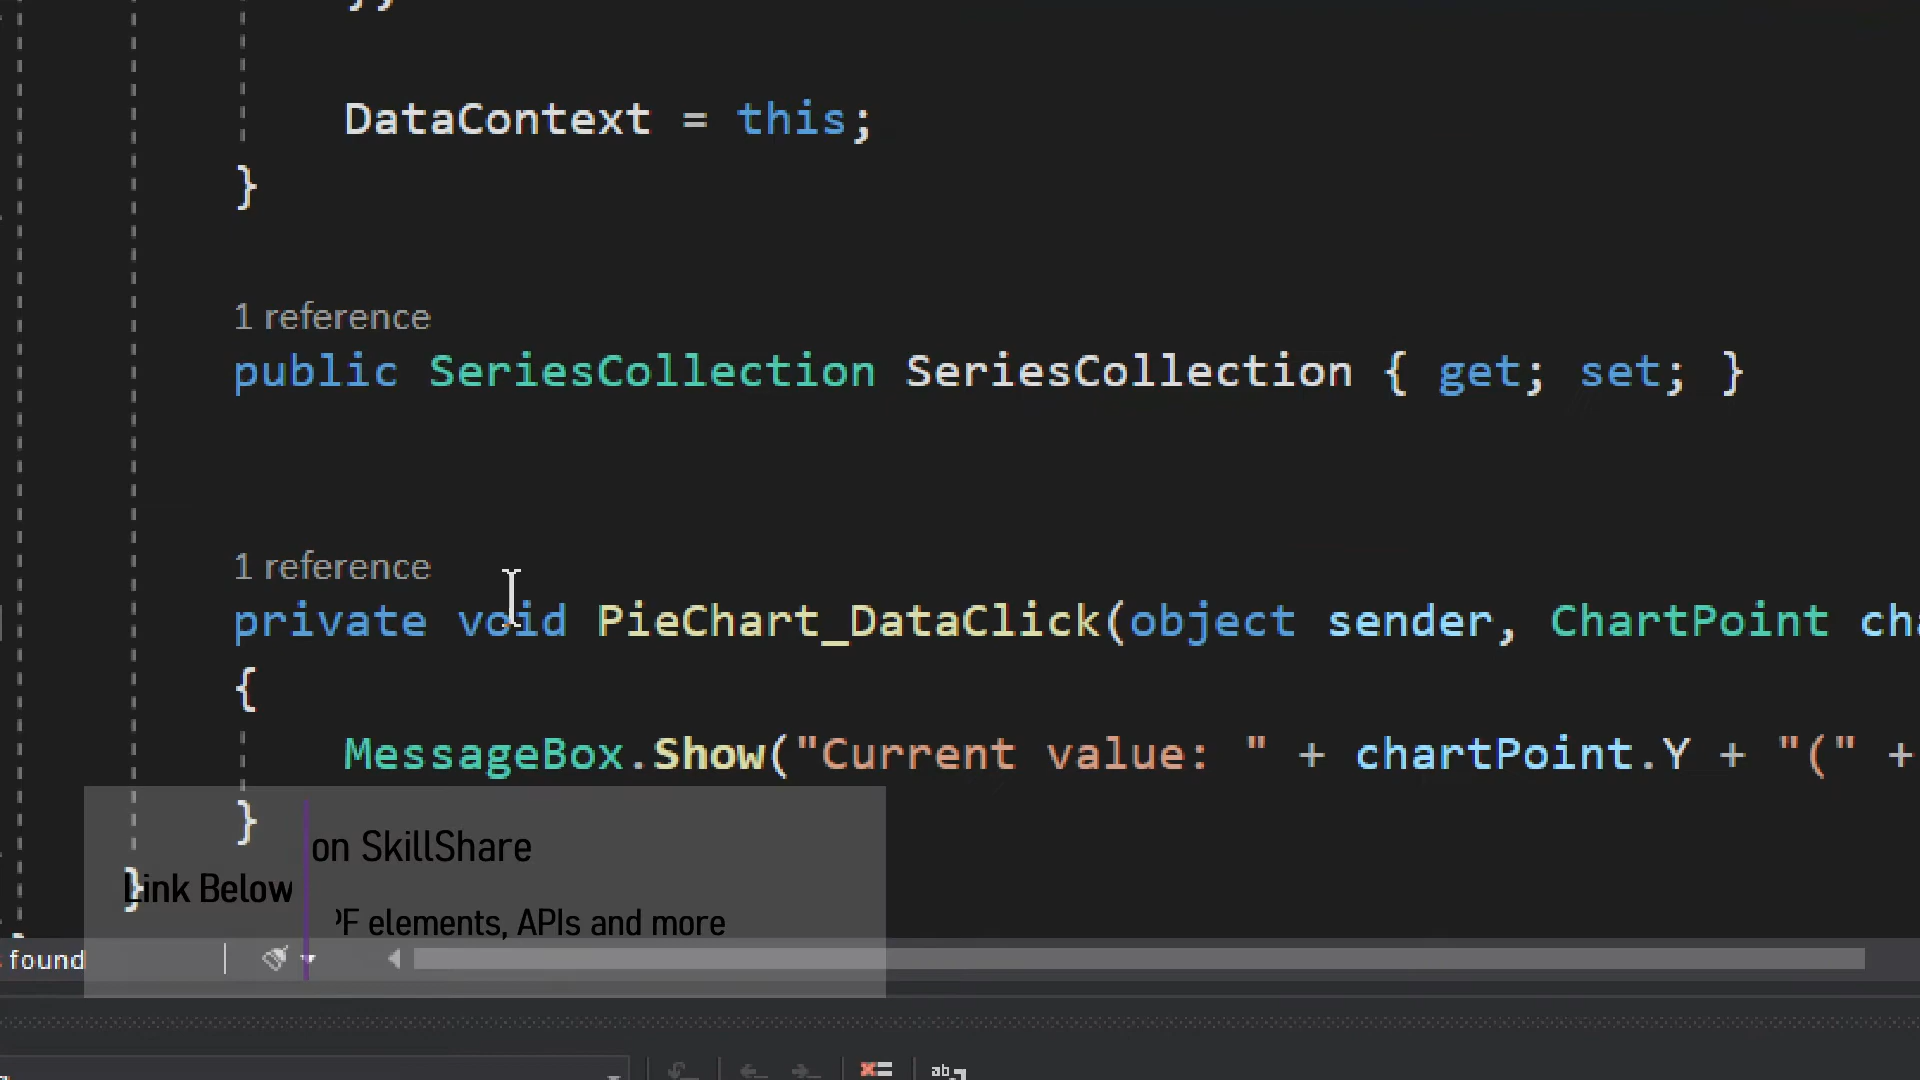 DataContext = this;
}
1 reference
public SeriesCollection SeriesCollection { get; set; }
1 reference
private void PieChart_DataClick(object sender, ChartPoint
{
MessageBox.Show("Current value: " + chartPoint.Y + "(" +
}
on SkillShare
}
Link Below
elements, APIs and more
found